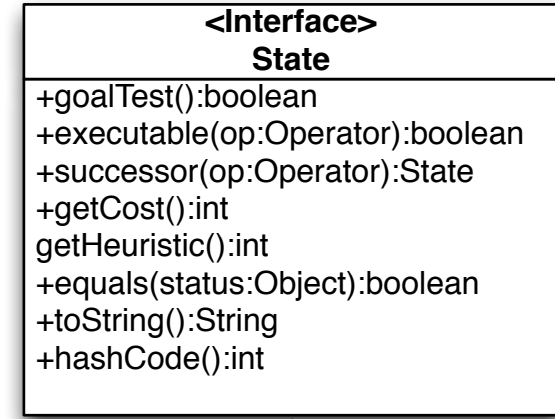 <Interface>
State
+goalTest():boolean
+executable(op:Operator):boolean
+successor(op:Operator):State
+getCost():int
getHeuristic():int
+equals(status:Object):boolean
+toString():String
+hashCode():int